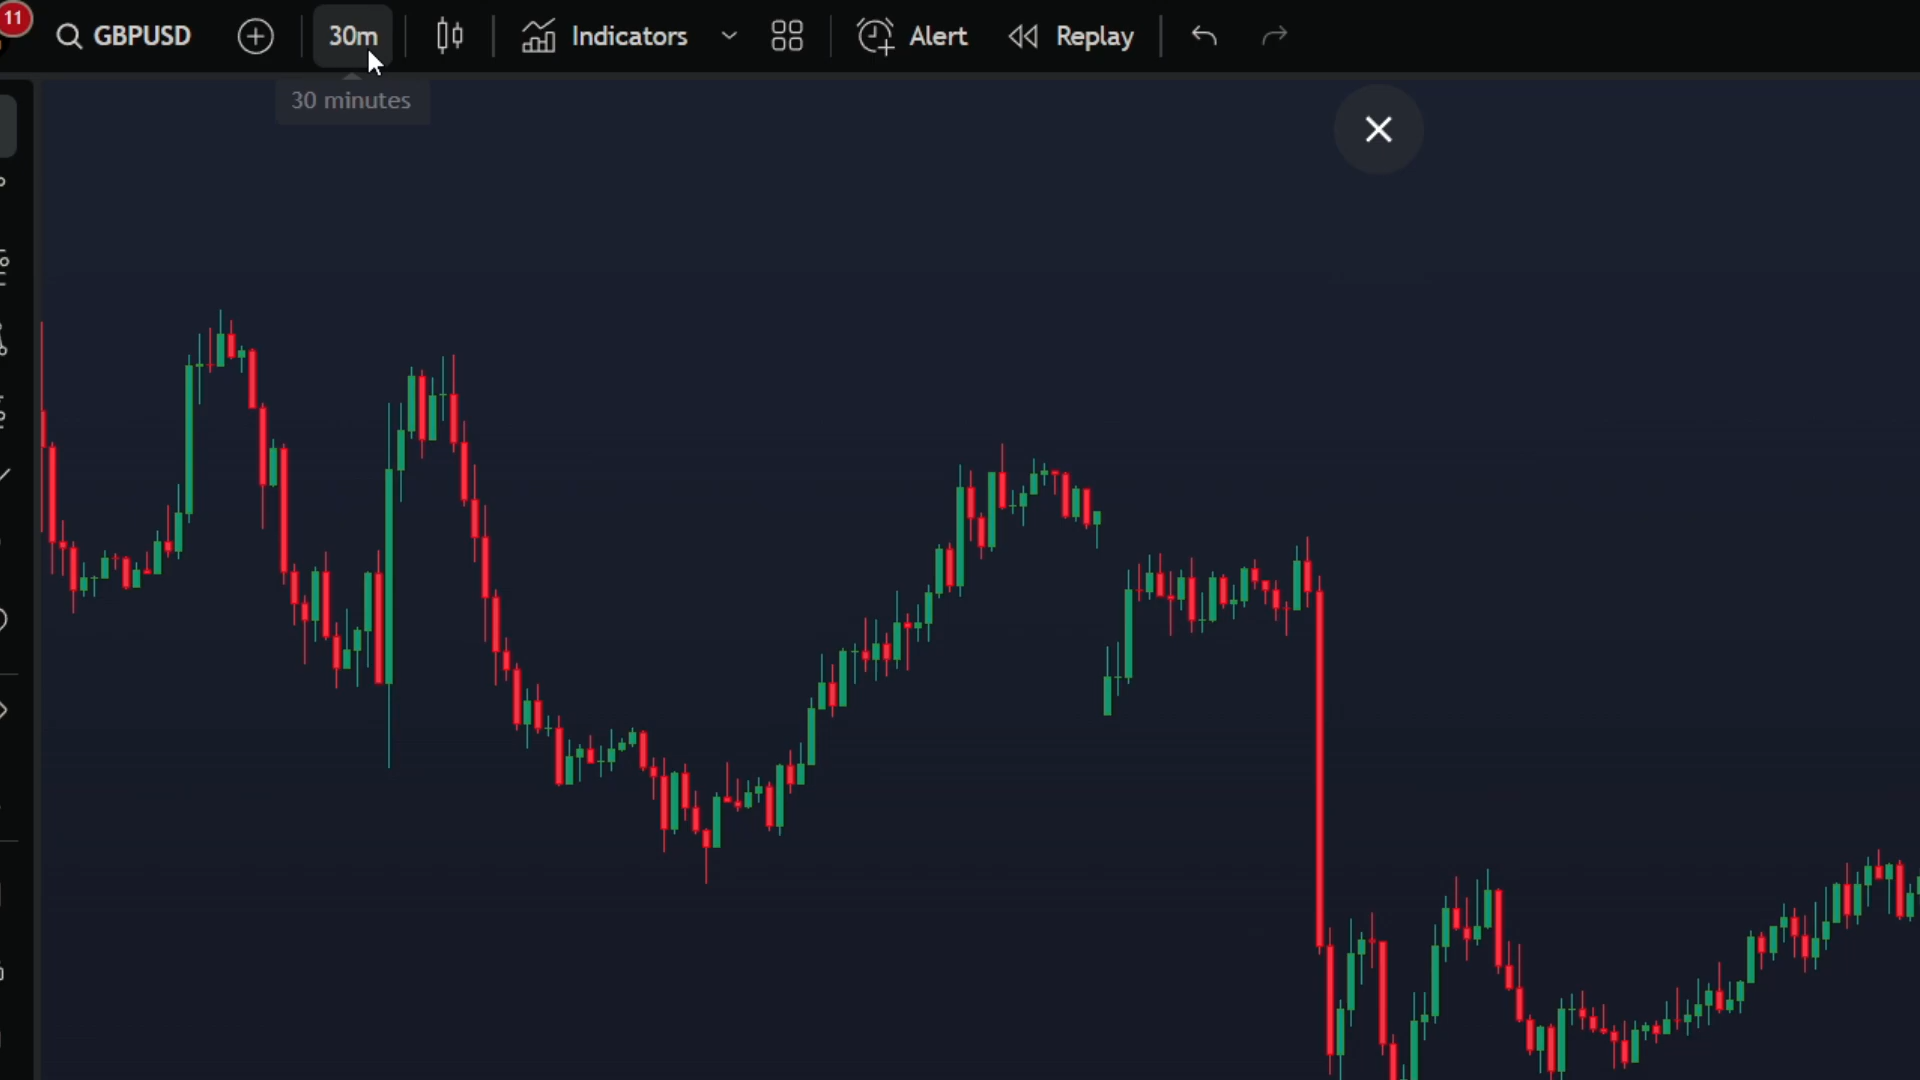 11
GBPUSD
30m
Indicators
Alert
Replay
30 minutes